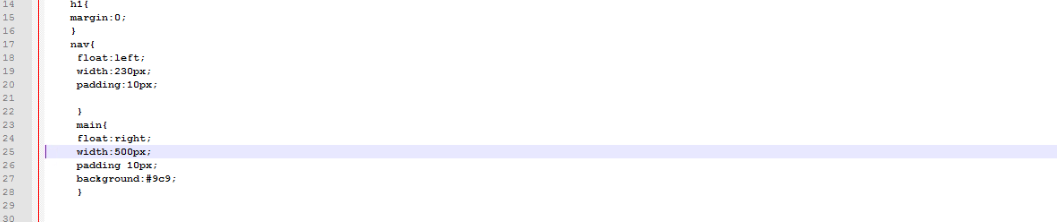 14 h1{
15 margin:0;
16 }
17 nav{
18 float:left;
19 width:230px;
20 padding:10px;
21
22 }
23 main{
24 float:right;
25 width:500px;
26 padding 10px;
27 background:#9c9;
28 }
29
30